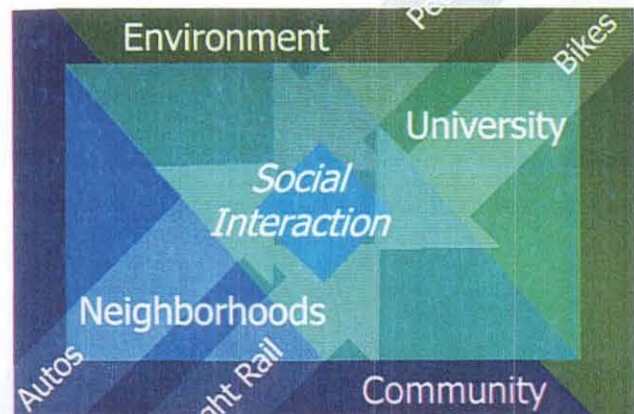 Environment
Bikes
University
Social
Interaction
Neighborhoods
Autos
Rail
Community